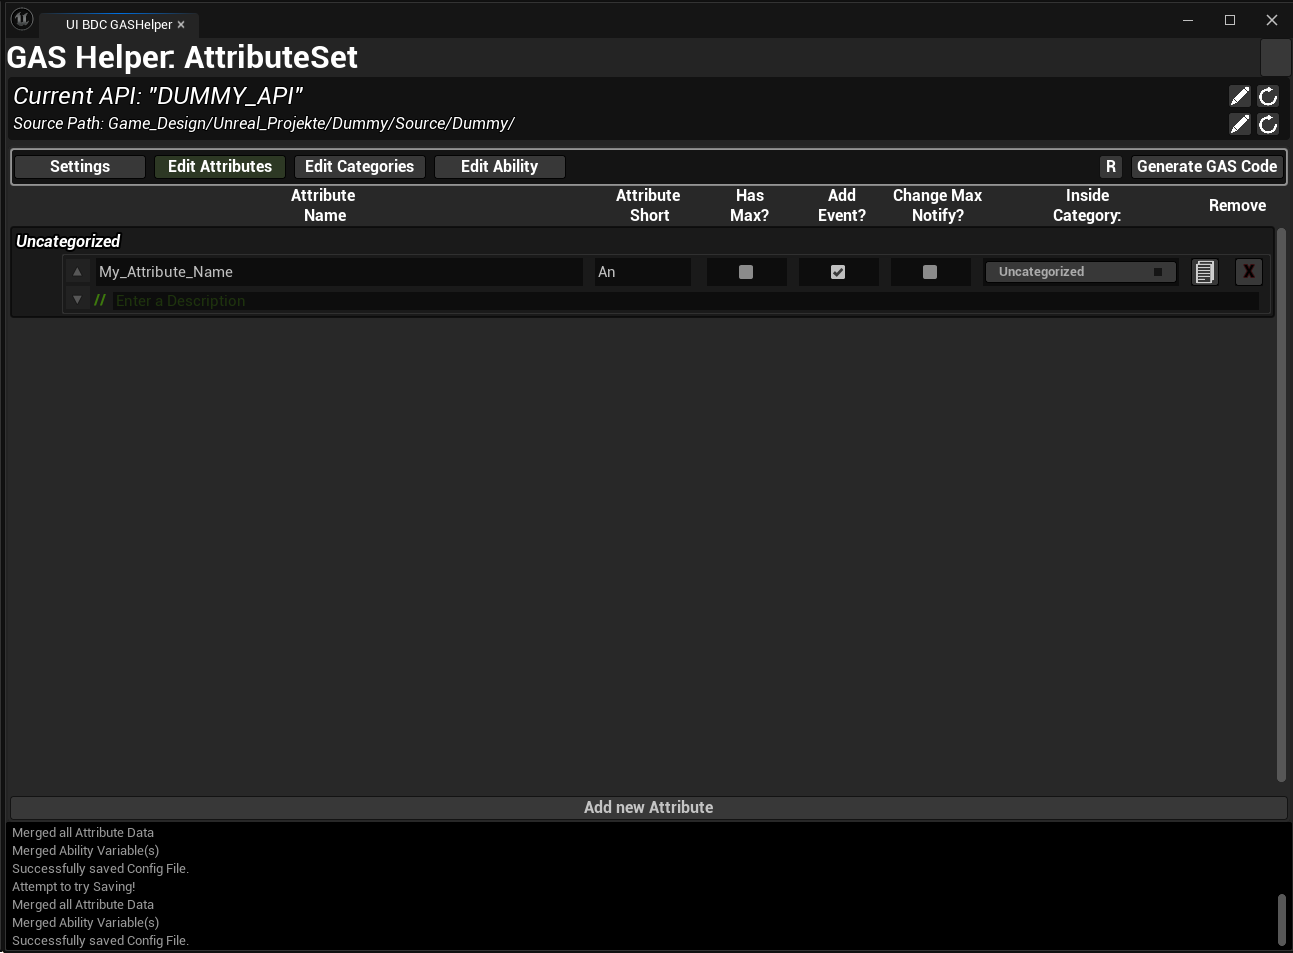 UI BDC GASHelper ×
GAS Helper: AttributeSet
Current API: "DUMMY_API"
Source Path: Game_Design/Unreal_Projekte/Dummy/Source/Dummy/
Settings Edit Attributes Edit Categories Edit Ability R Generate GAS Code
Attribute Name Attribute Short Has Max? Add Event? Change Max Notify? Inside Category: Remove
Uncategorized
My_Attribute_Name An Uncategorized X
// Enter a Description
Add new Attribute
Merged all Attribute Data
Merged Ability Variable(s)
Successfully saved Config File.
Attempt to try Saving!
Merged all Attribute Data
Merged Ability Variable(s)
Successfully saved Config File.